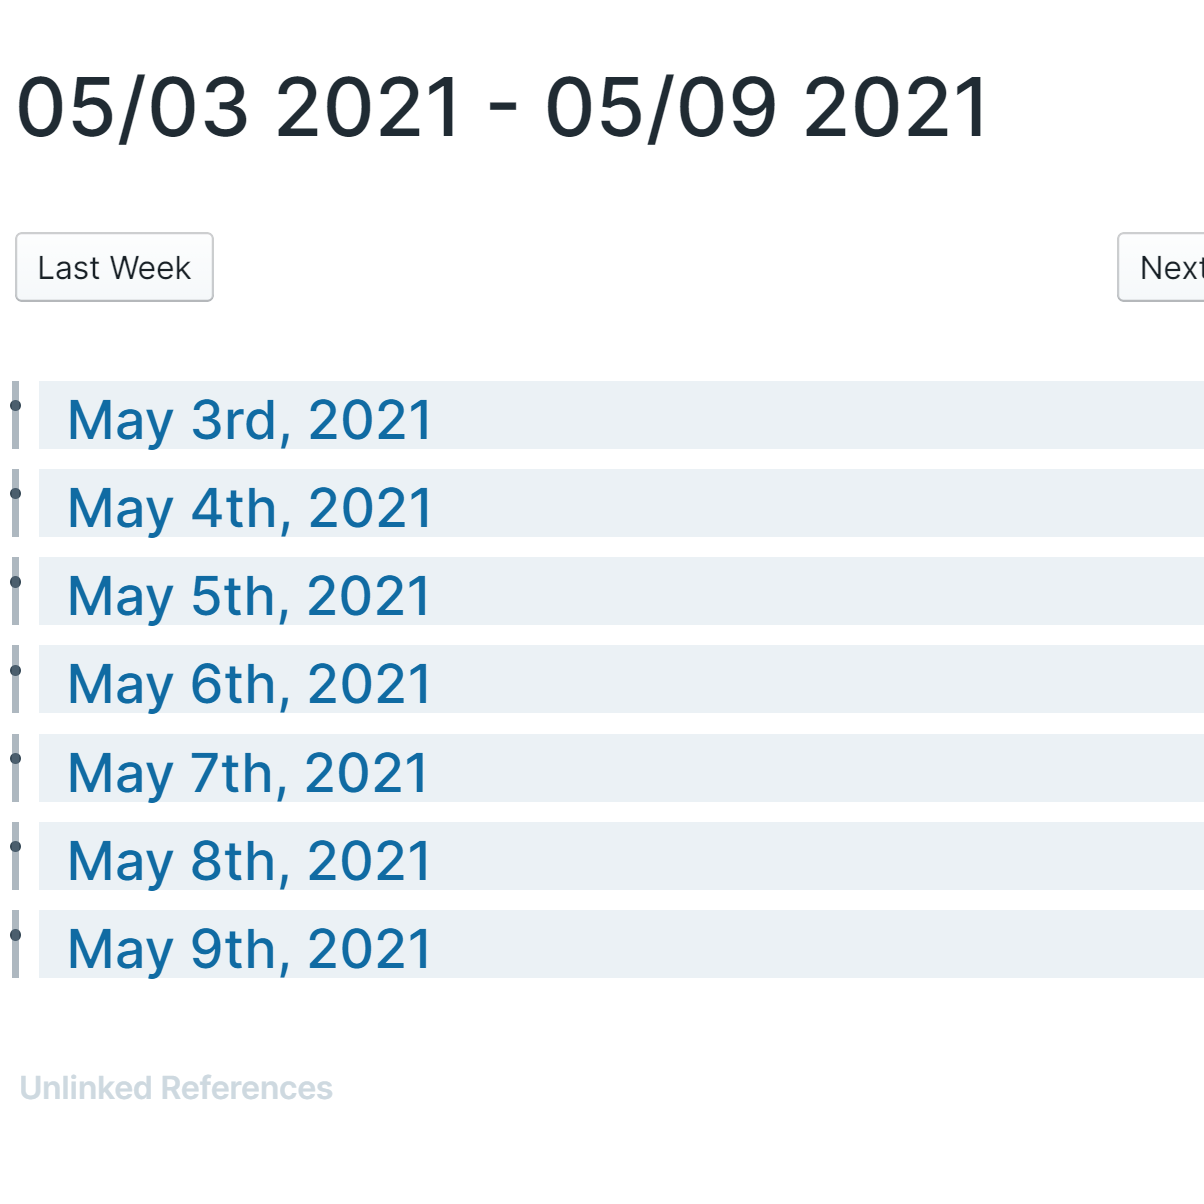 05/03 2021 - 05/09 2021
Last Week
Next
May 3rd, 2021
May 4th, 2021
May 5th, 2021
May 6th, 2021
May 7th, 2021
May 8th, 2021
May 9th, 2021
Unlinked References